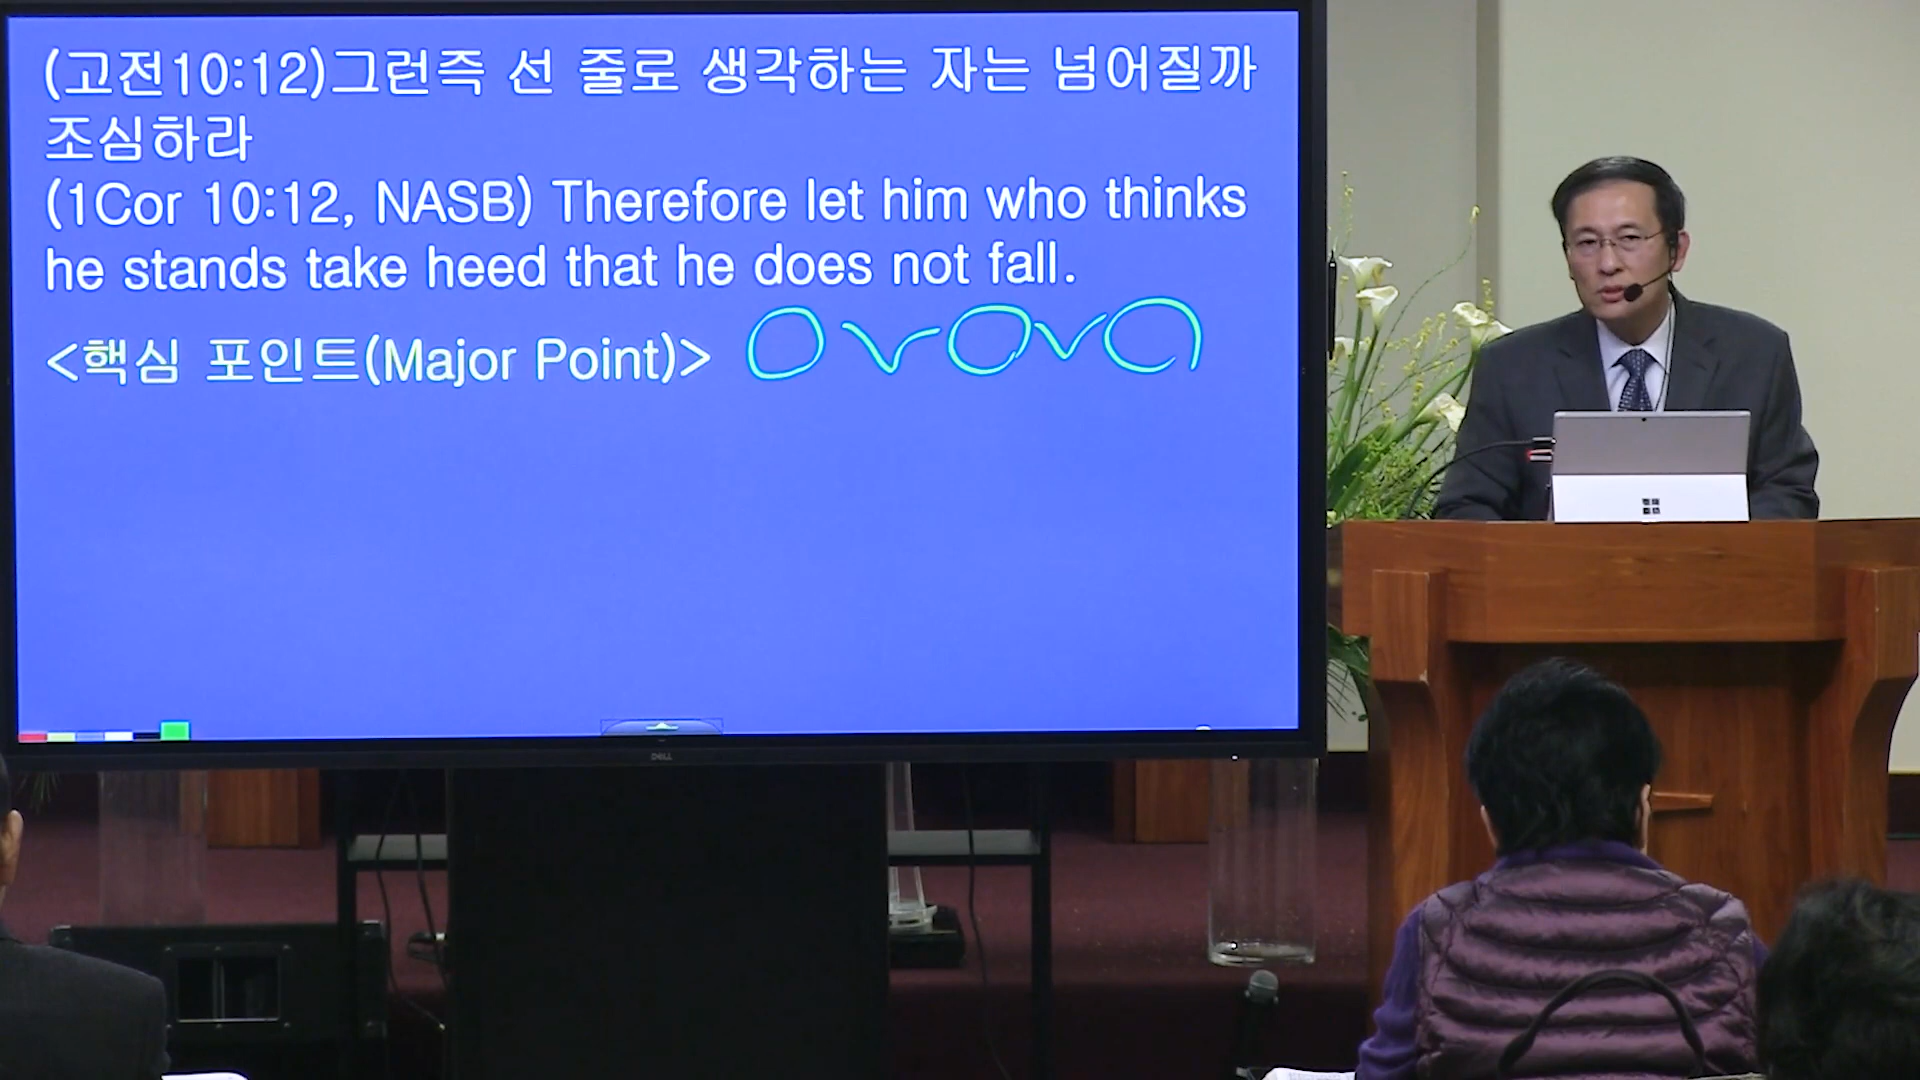 (고전10:12)그런즉 선 줄로 생각하는 자는 넘어질까
조심하라
(1Cor 10:12, NASB) Therefore let him who thinks
he stands take heed that he does not fall.
<핵심 포인트(Major Point)>
DELL